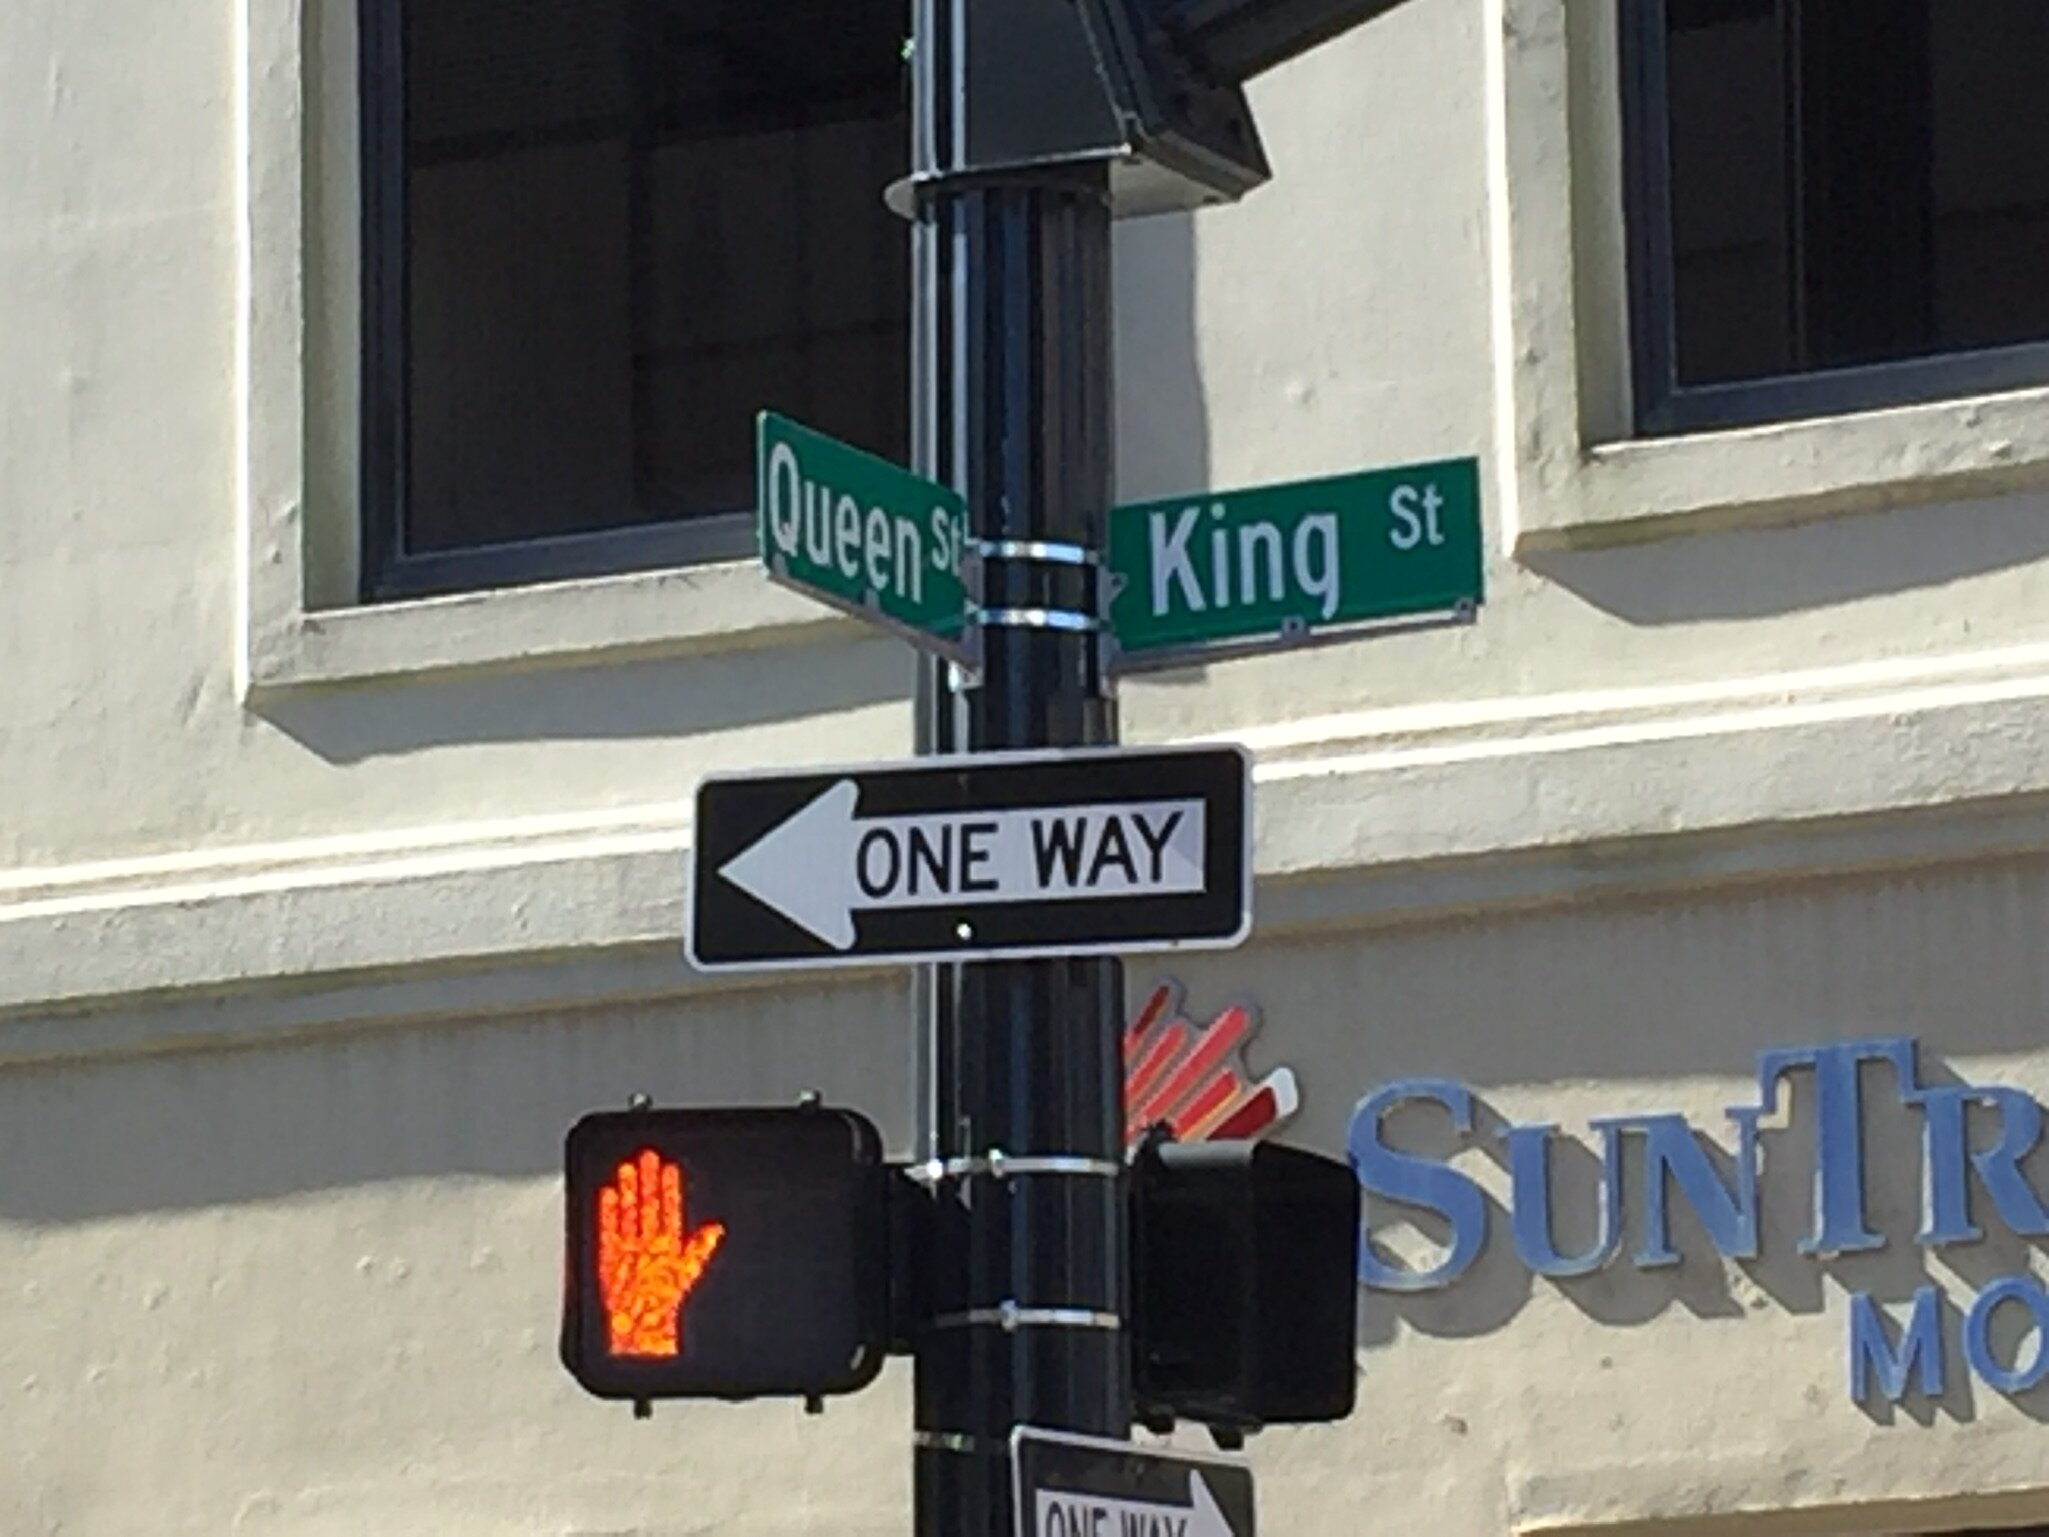 Queen St
King St
ONE WAY
SUNTR
MO
ONE WAY